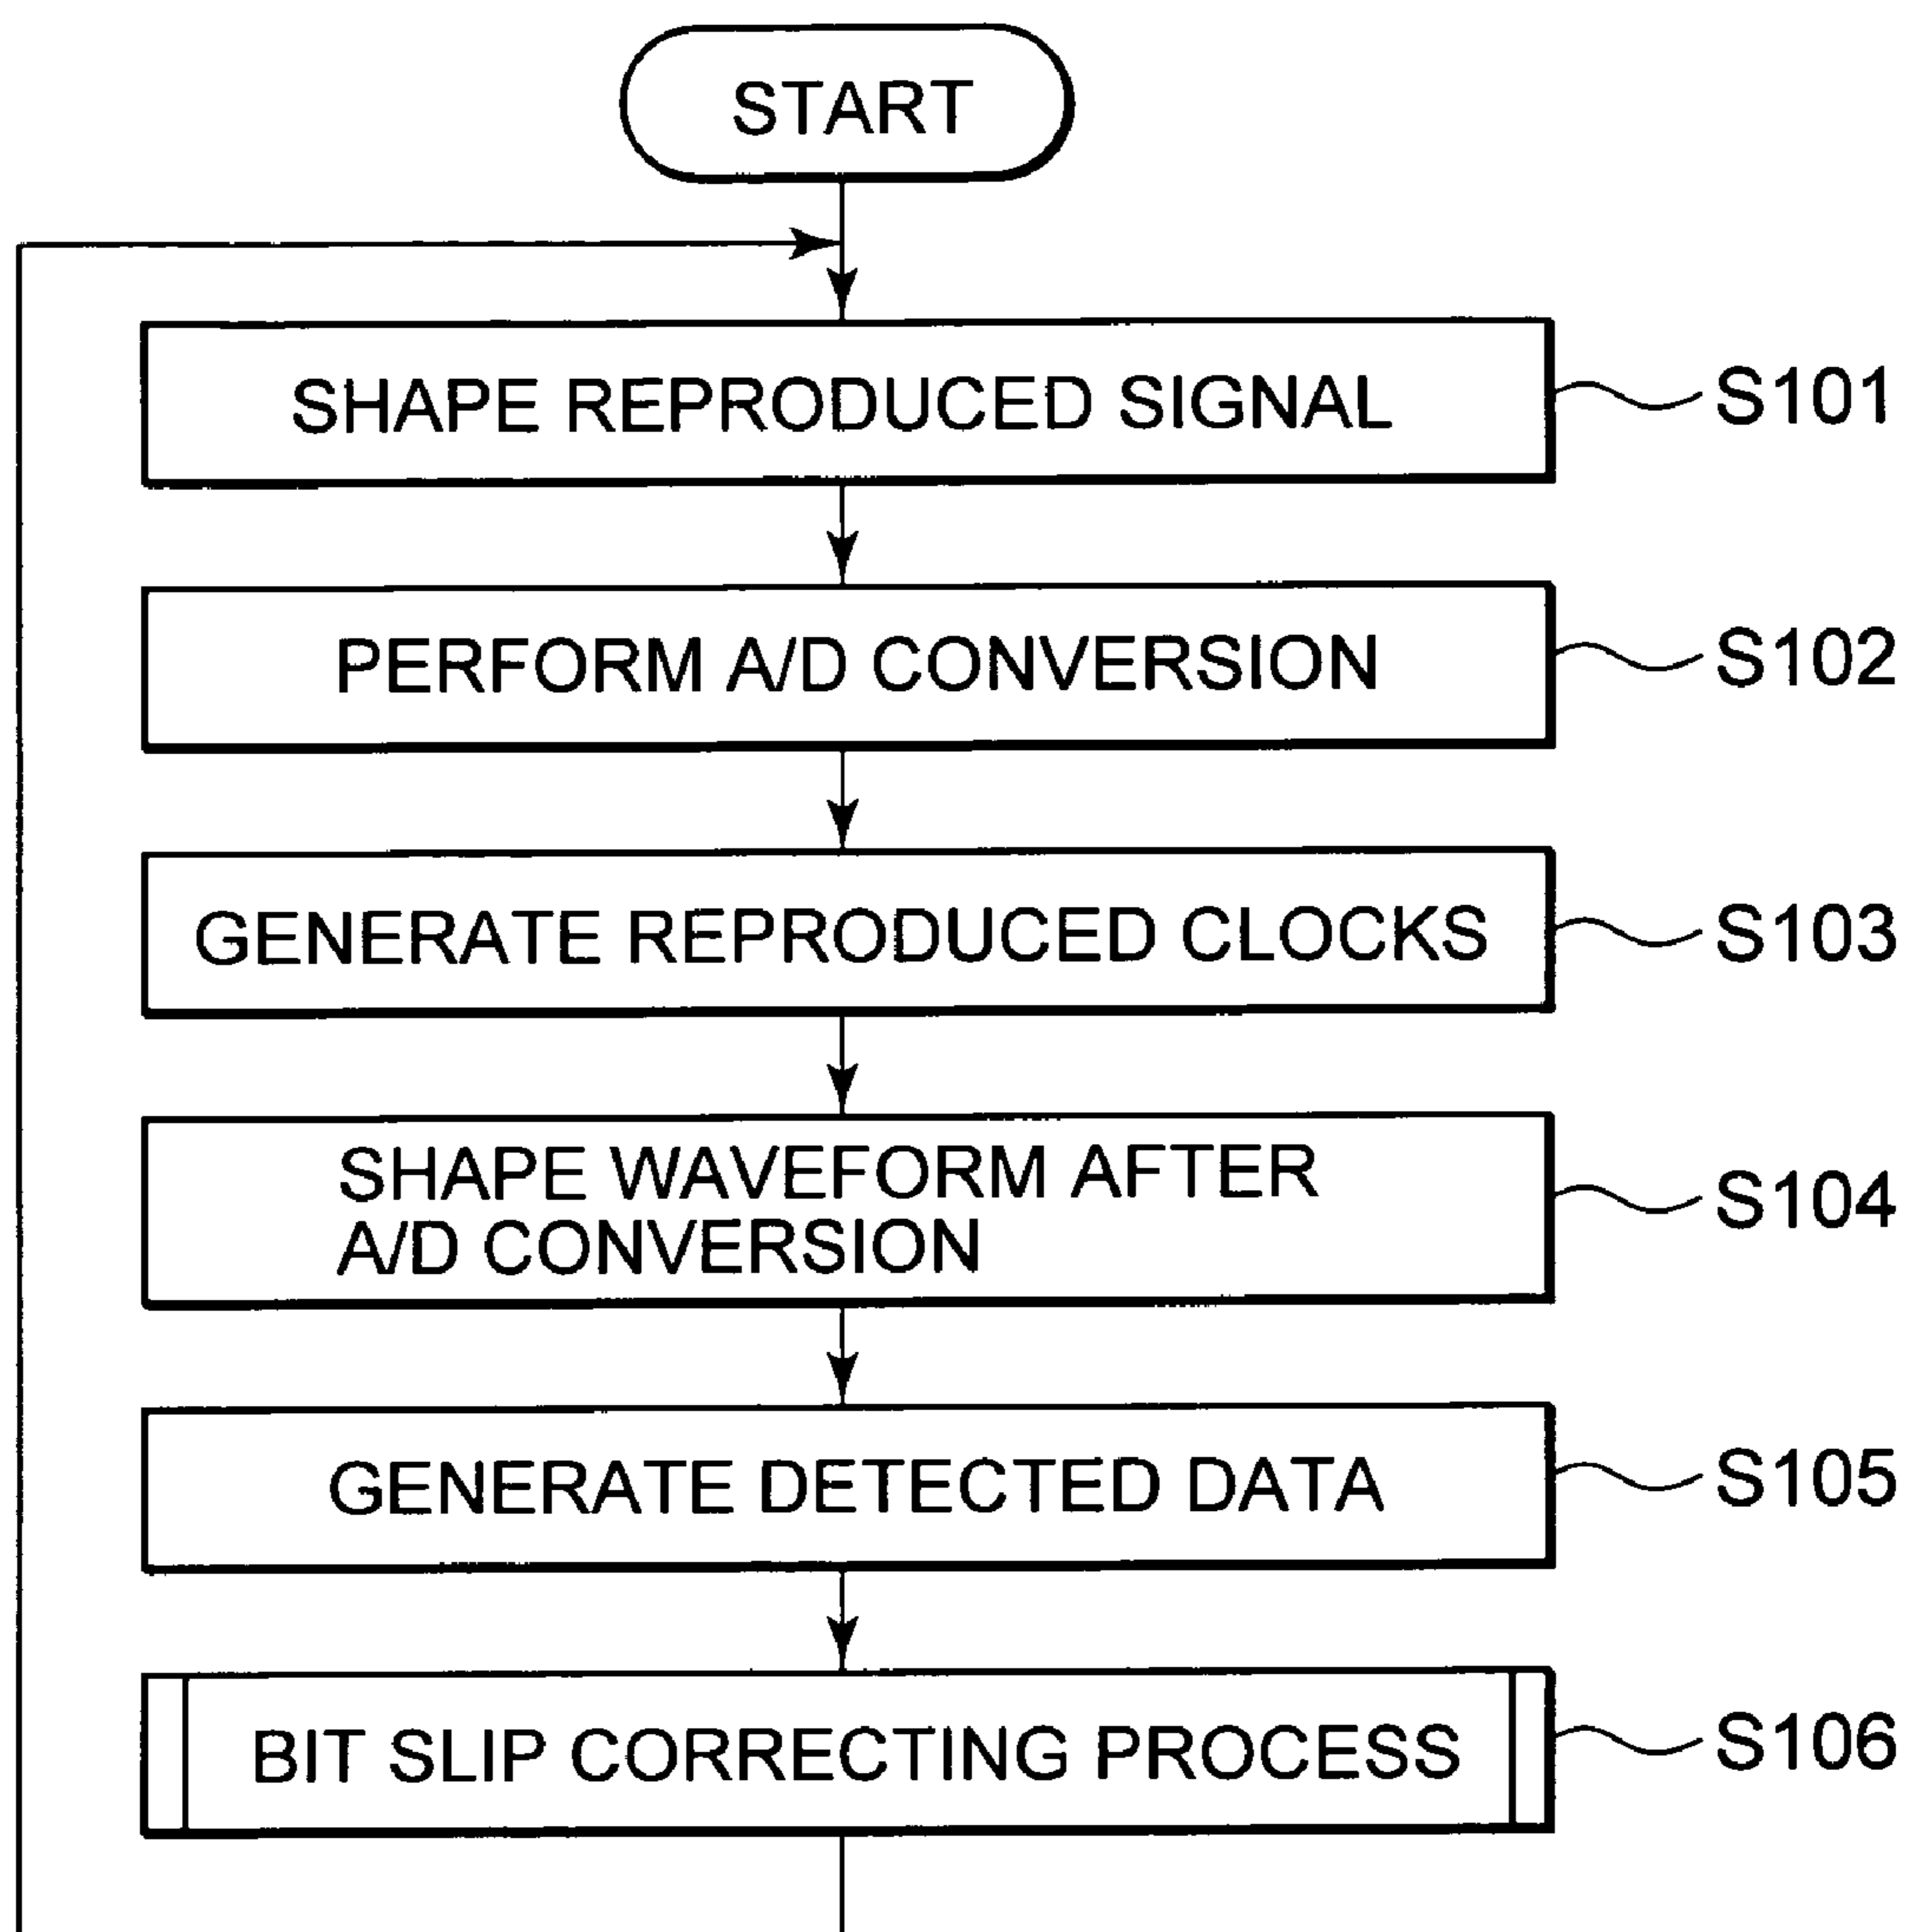 START
SHAPE REPRODUCED SIGNAL
S101
PERFORM A/D CONVERSION
S102
GENERATE REPRODUCED CLOCKS
S103
SHAPE WAVEFORM AFTER
A/D CONVERSION
S104
GENERATE DETECTED DATA
S105
BIT SLIP CORRECTING PROCESS
S106